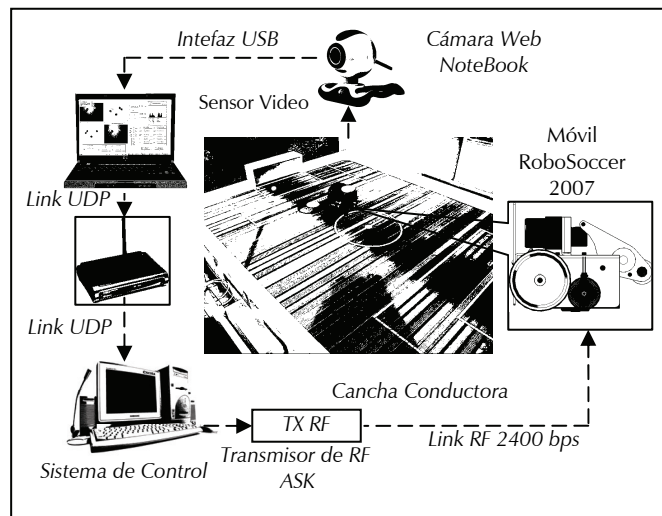 Intefaz USB
Cámara Web
NoteBook
Sensor Video
Móvil
RoboSoccer
2007
Link UDP
Link UDP
Cancha Conductora
TX RF
Link RF 2400 bps
Sistema de Control
Transmisor de RF
ASK